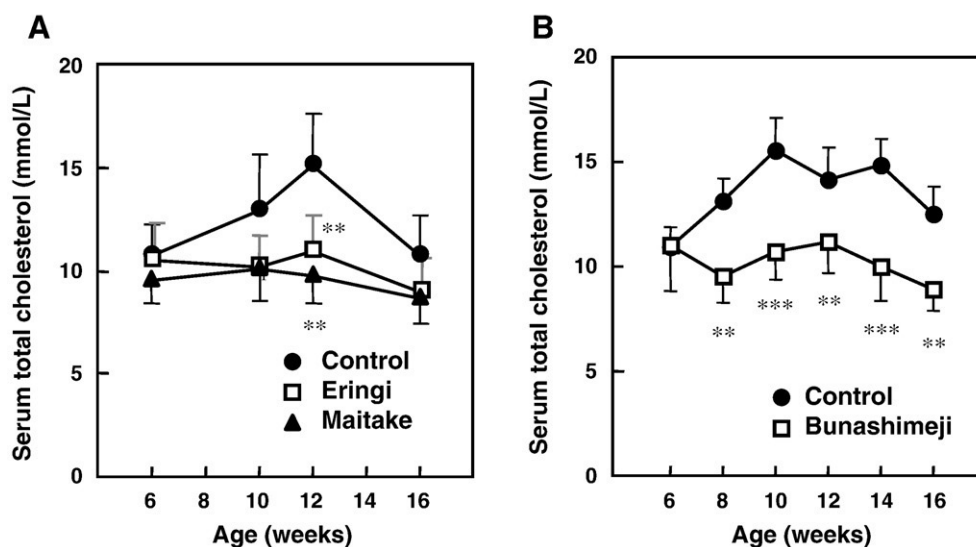 A
Serum total cholesterol (mmol/L)
20
15
10
5
0
**
**
Control
Eringi
Maitake
6 8 10 12 14 16
Age (weeks)
B
Serum total cholesterol (mmol/L)
20
15
10
5
0
** *** ** *** **
Control
Bunashimeji
6 8 10 12 14 16
Age (weeks)